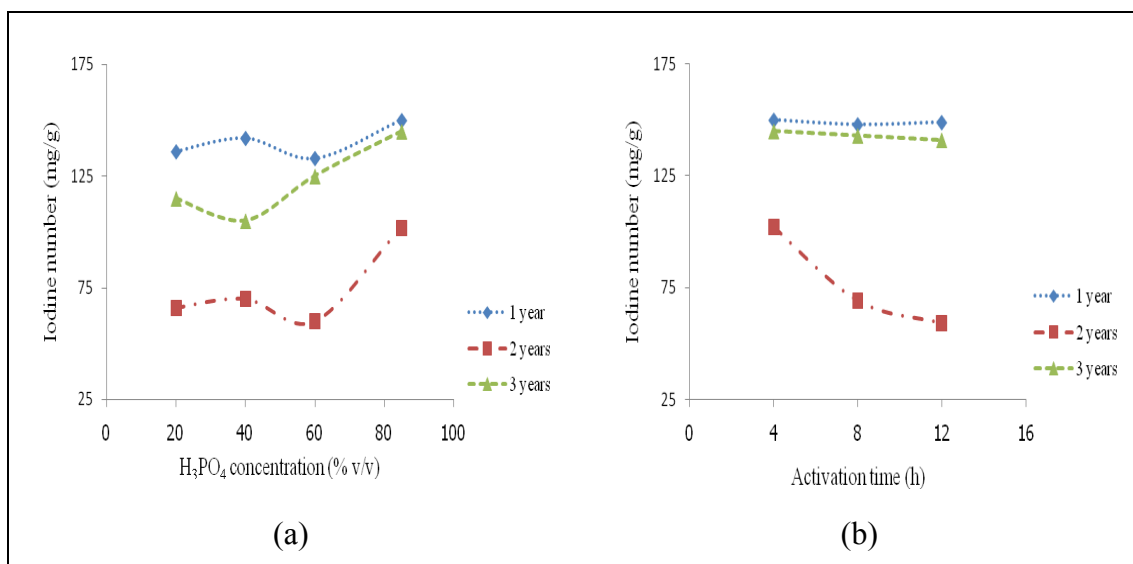 175
125
75
25
Iodine number (mg/g)
0 20 40 60 80 100
H₃PO₄ concentration (% v/v)
1 year
2 years
3 years
(a)
175
125
75
25
Iodine number (mg/g)
0 4 8 12 16
Activation time (h)
1 year
2 years
3 years
(b)